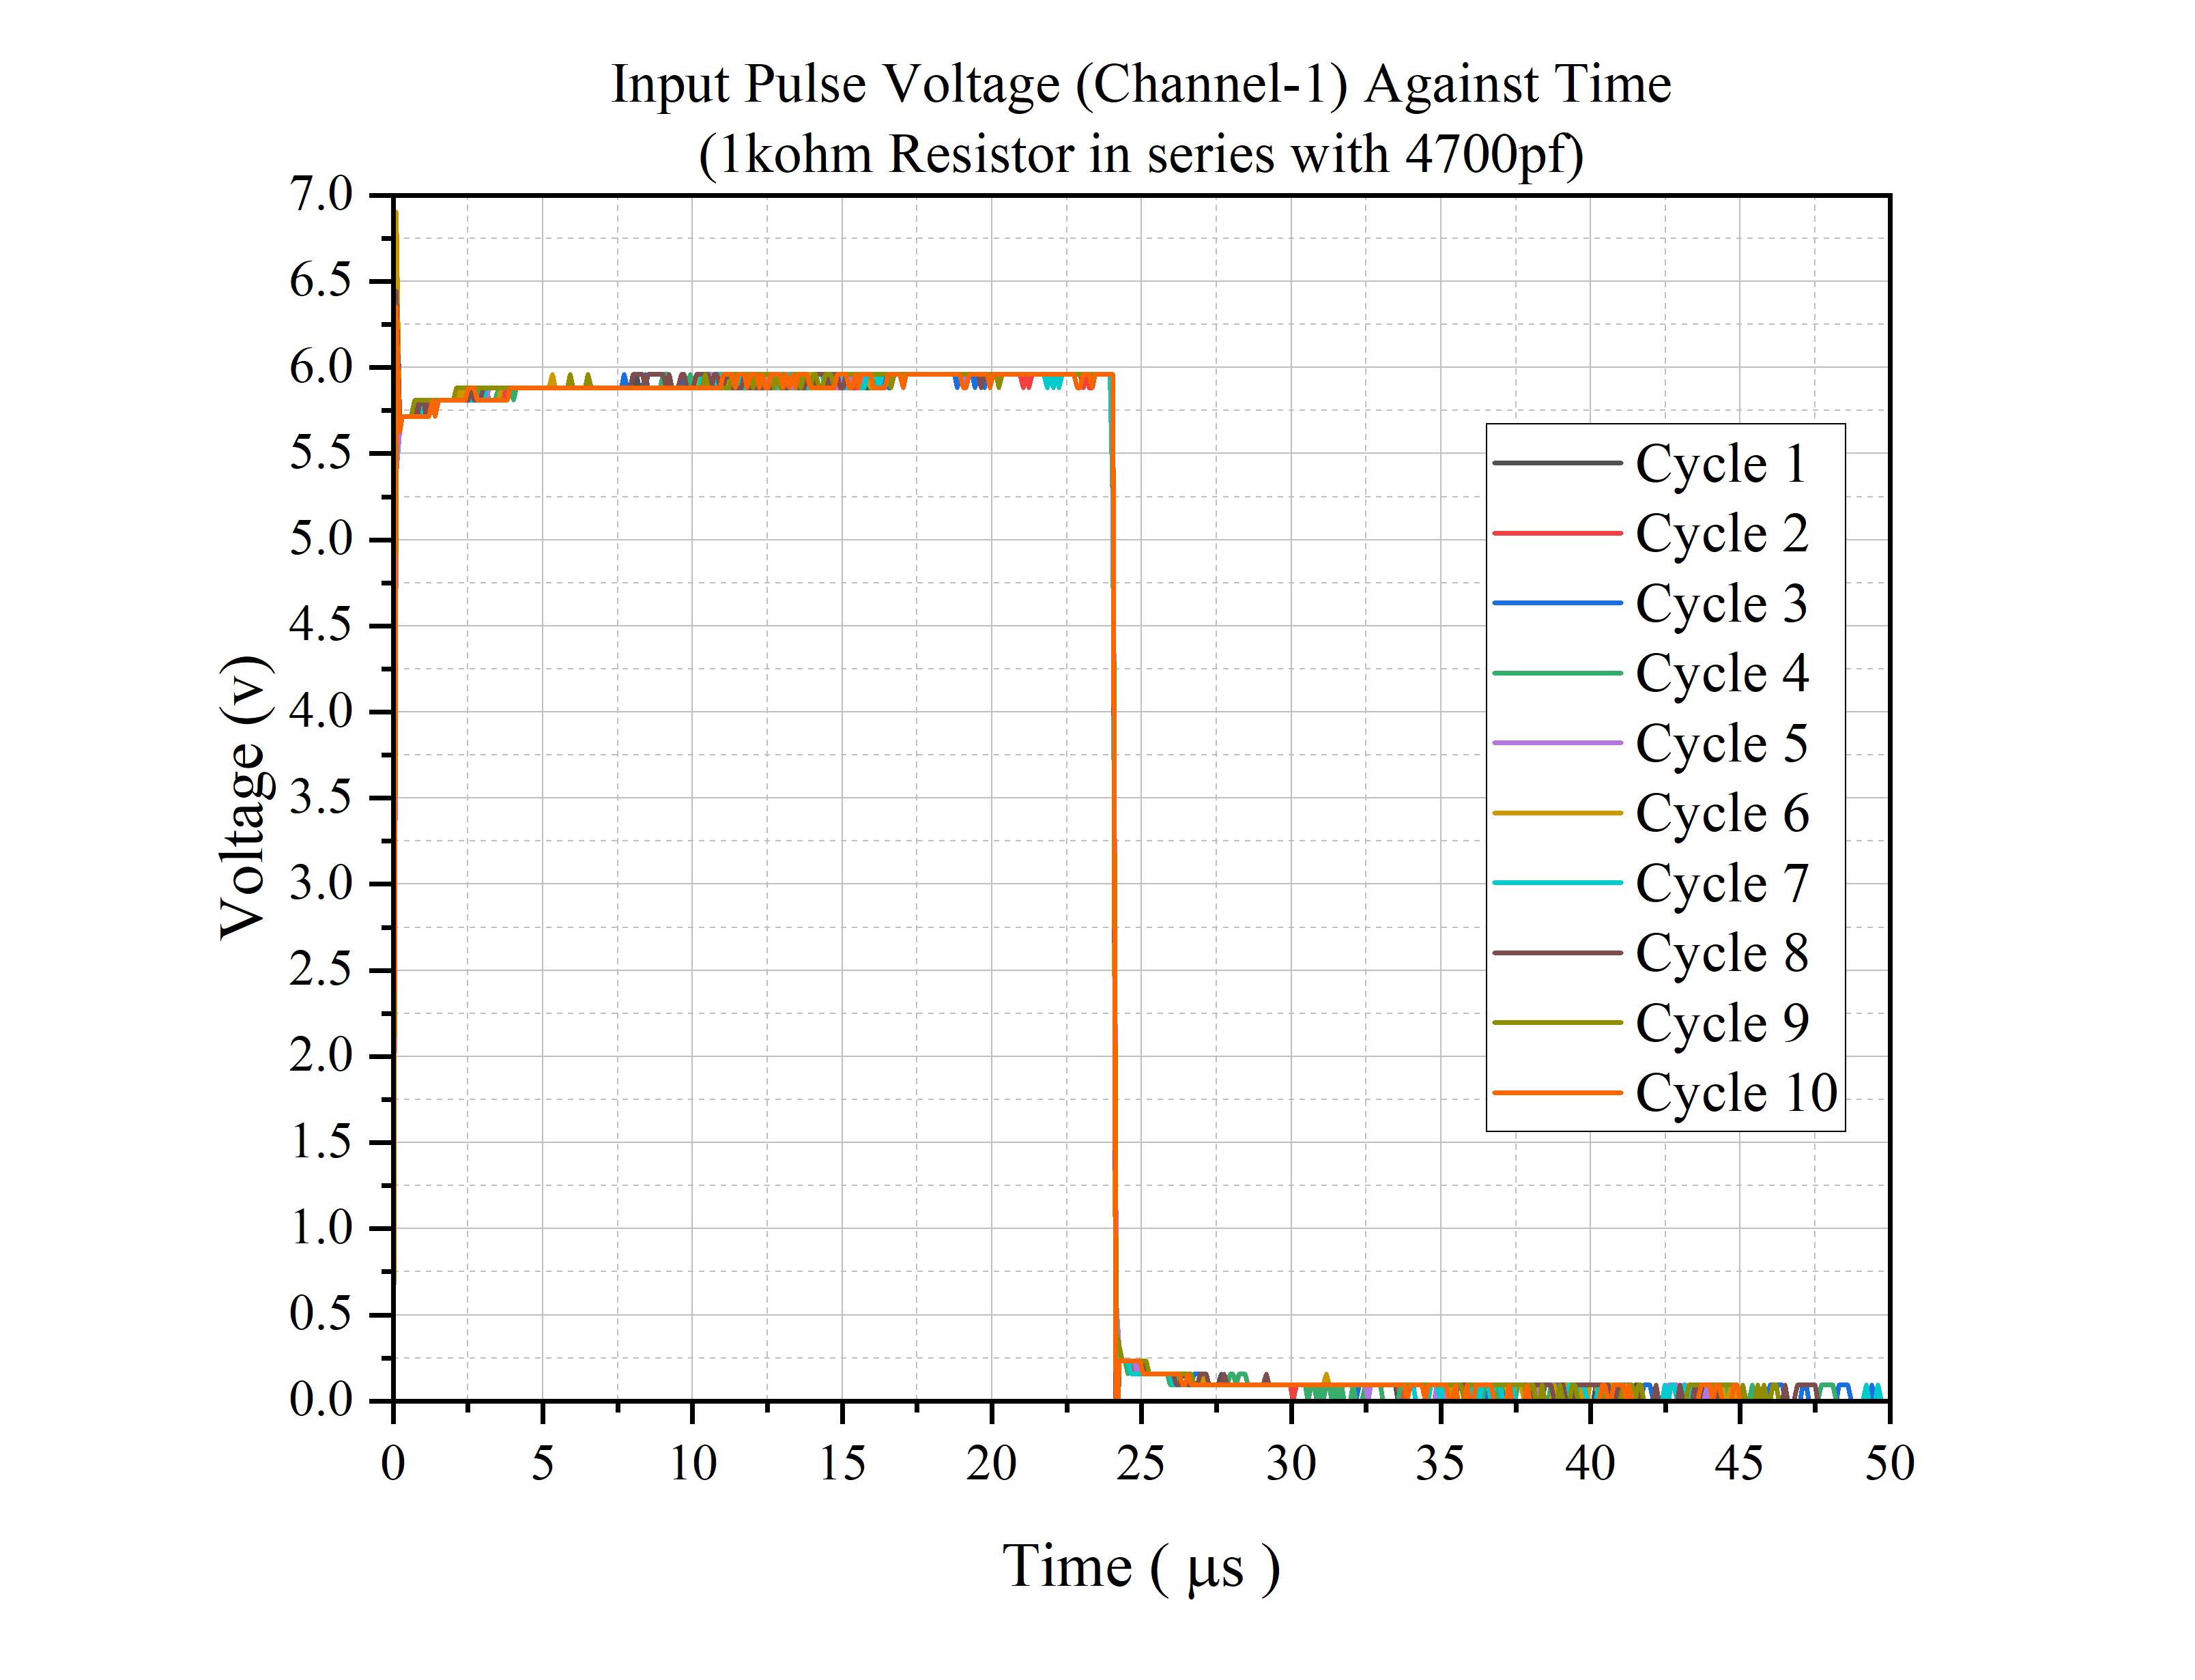 Input Pulse Voltage (Channel-1) Against Time
(1kohm Resistor in series with 4700pf)
7.0
6.5
6.0
5.5
5.0
4.5
4.0
3.5
3.0
2.5
2.0
1.5
1.0
0.5
0.0
Voltage (v)
Cycle 1
Cycle 2
Cycle 3
Cycle 4
Cycle 5
Cycle 6
Cycle 7
Cycle 8
Cycle 9
Cycle 10
0 5 10 15 20 25 30 35 40 45 50
Time ( μs )